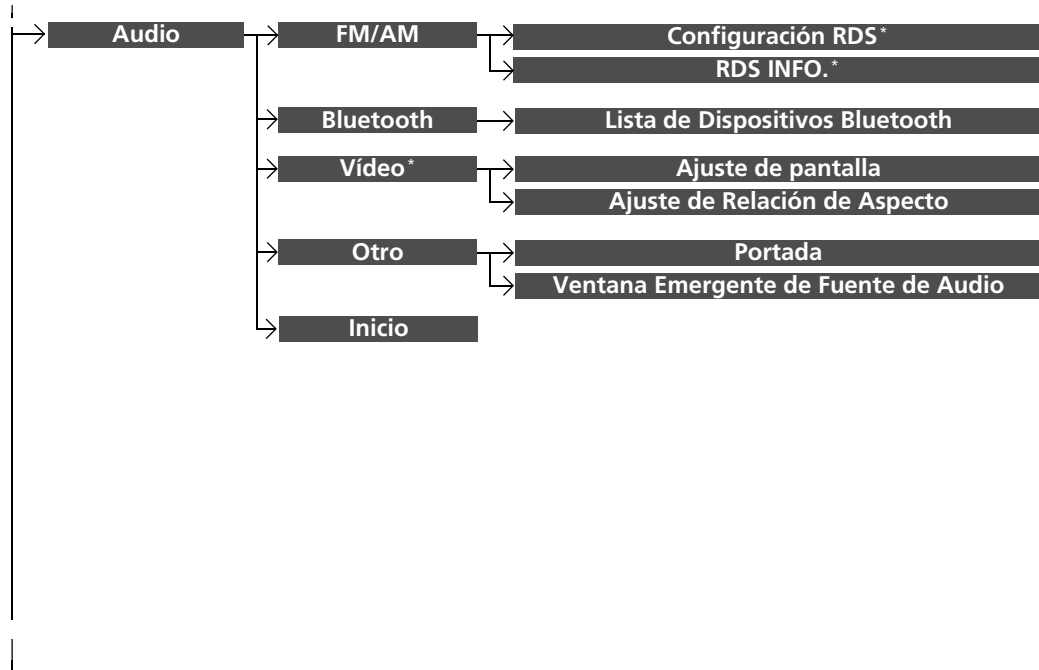 Audio
FM/AM
Configuración RDS*
RDS INFO.*
Bluetooth
Lista de Dispositivos Bluetooth
Vídeo*
Ajuste de pantalla
Ajuste de Relación de Aspecto
Otro
Portada
Ventana Emergente de Fuente de Audio
Inicio